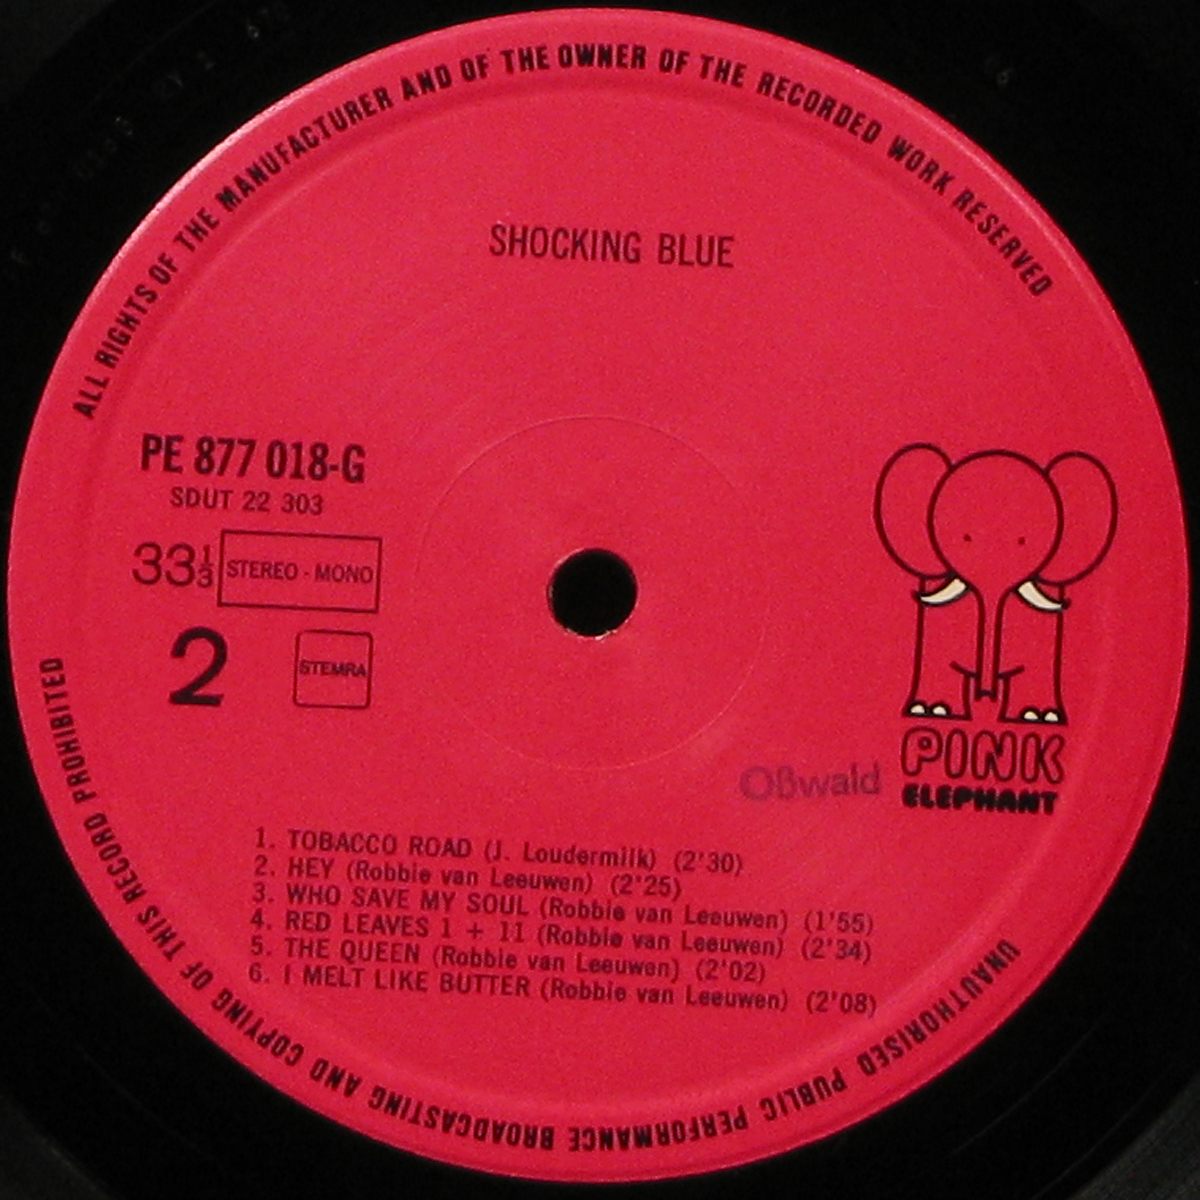 ALL RIGHTS OF THE MANUFACTURER AND OF THE OWNER OF THE RECORDED WORK RESERVED
SHOCKING BLUE
PE 877 018-G
SDUT 22 303
33⅓ STEREO - MONO
2 STEMRA
PINK
ELEPHANT
Oßwald
1. TOBACCO ROAD (J. Loudermilk) (2'30)
2. HEY (Robbie van Leeuwen) (2'25)
3. WHO SAVE MY SOUL (Robbie van Leeuwen) (1'55)
4. RED LEAVES 1 + 11 (Robbie van Leeuwen) (2'34)
5. THE QUEEN (Robbie van Leeuwen) (2'02)
6. I MELT LIKE BUTTER (Robbie van Leeuwen) (2'08)
UNAUTHORISED PUBLIC PERFORMANCE BROADCASTING AND COPYING OF THIS RECORD PROHIBITED